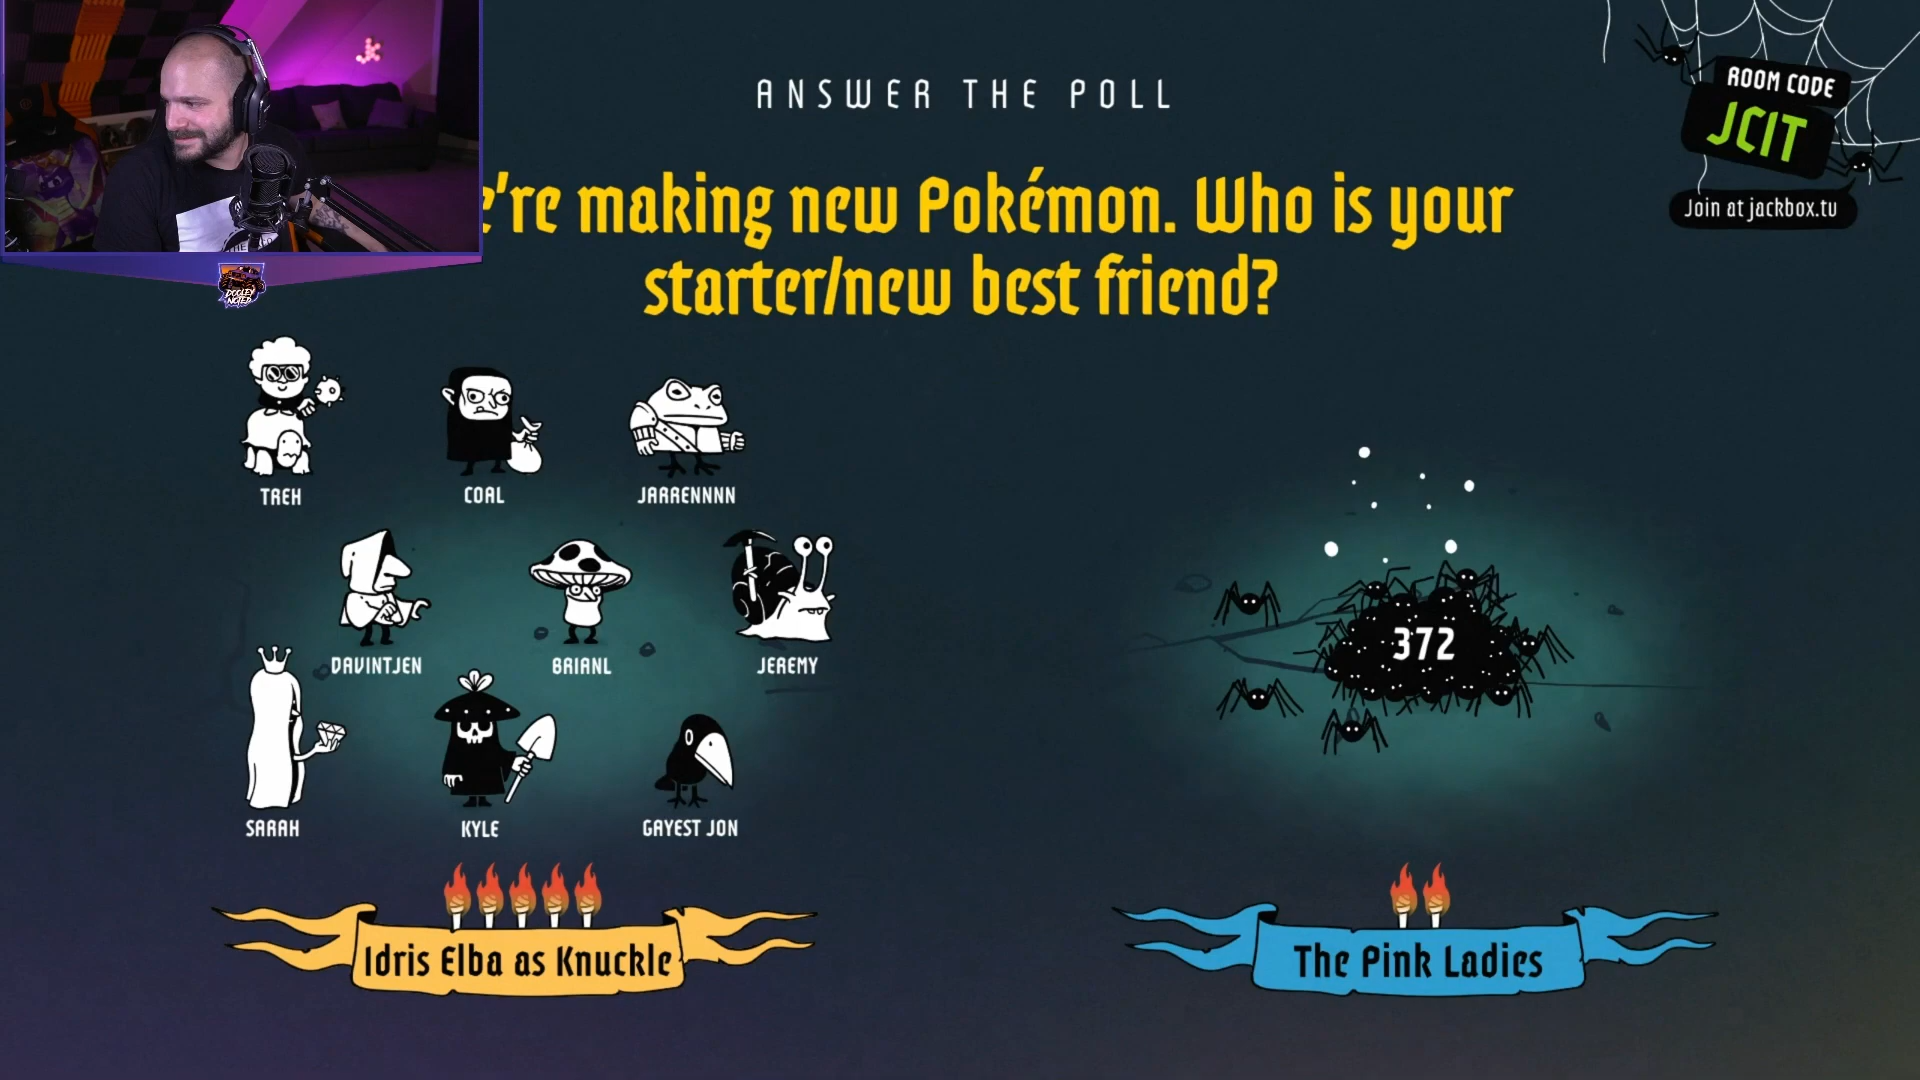 ANSWER THE POLL
ROOM CODE
JCIT
Join at jackbox.tv
e're making new Pokémon. Who is your
starter/new best friend?
DOOLEY
NOTED
TREH
COAL
JARRENNNN
DAVINTJEN
BRIANL
JEREMY
372
SARAH
KYLE
GAYEST JON
Idris Elba as Knuckle
The Pink Ladies